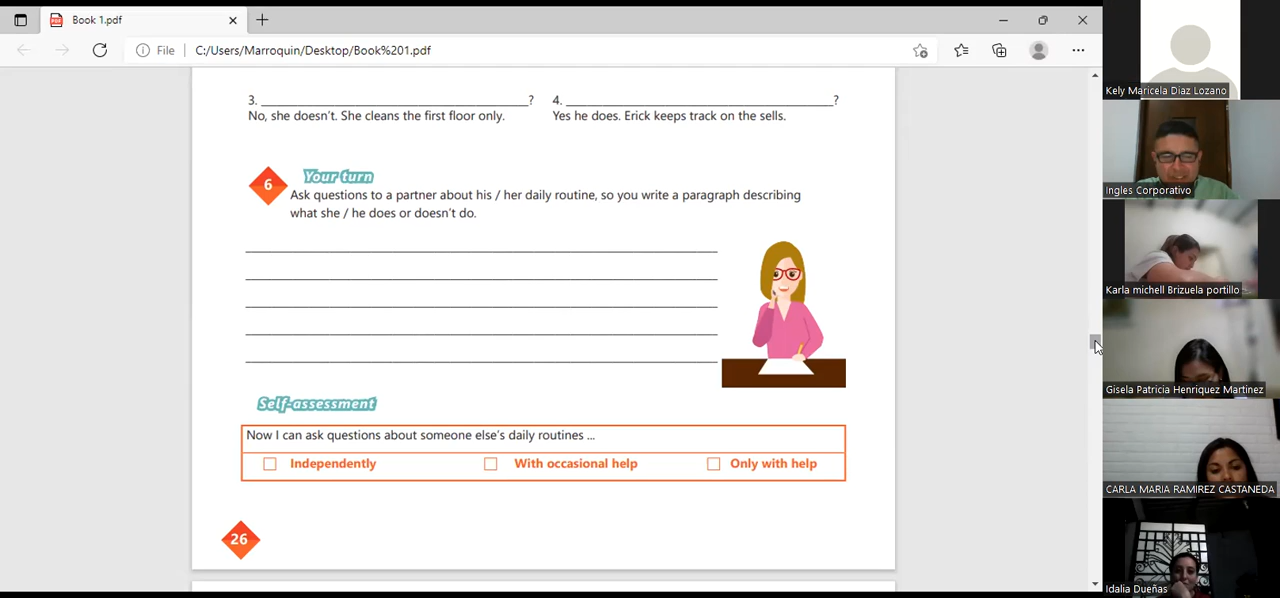 Book 1.pdf
File C:/Users/Marroquin/Desktop/Book%201.pdf
3. ________________________________________? 4. ________________________________________?
No, she doesn't. She cleans the first floor only. Yes he does. Erick keeps track on the sells.
6 Your turn
Ask questions to a partner about his / her daily routine, so you write a paragraph describing
what she / he does or doesn't do.
Self-assessment
Now I can ask questions about someone else's daily routines ...
Independently With occasional help Only with help
26
Kely Maricela Diaz Lozano
Ingles Corporativo
Karla michell Brizuela portillo
Gisela Patricia Henriquez Martinez
CARLA MARIA RAMIREZ CASTANEDA
Idalia Dueñas